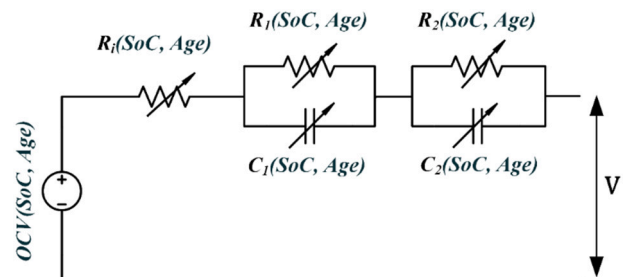 R₁(SoC, Age)
R₂(SoC, Age)
Rᵢ(SoC, Age)
C₁(SoC, Age)
C₂(SoC, Age)
OCV(SoC, Age)
+
−
V